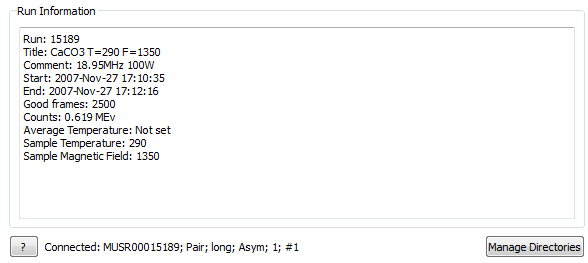 Run Information
Run: 15189
Title: CaCO3 T=290 F=1350
Comment: 18.95MHz 100W
Start: 2007-Nov-27 17:10:35
End: 2007-Nov-27 17:12:16
Good frames: 2500
Counts: 0.619 MEv
Average Temperature: Not set
Sample Temperature: 290
Sample Magnetic Field: 1350
? Connected: MUSR00015189; Pair; long; Asym; 1; #1 Manage Directories